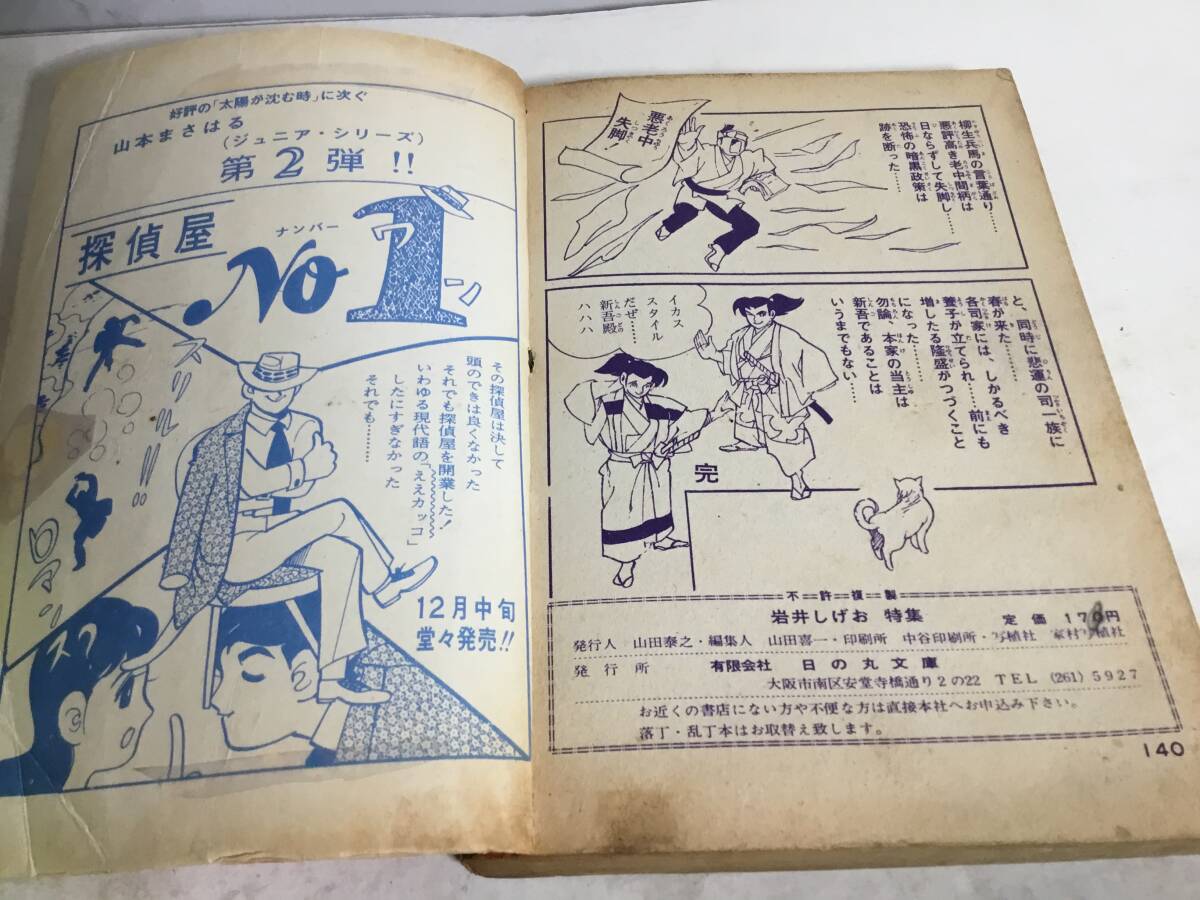 好評の「太陽が沈む時」に次ぐ
山本まさはる
(ジュニア・シリーズ)
第2弾!!
探偵屋
ナンバー
No1
ワン
スリル!!
ロマン
スク
その探偵屋は決して
頭のできは良くなかった
それでも探偵屋を開業した!
いわゆる現代語の「ええカッコ」
したにすぎなかった
それでも………
12月中旬
堂々発売!!
柳生兵馬の言葉通り……
悪評高き老中間柄は
日ならずして失脚し……
恐怖の暗黒政策は
跡を断った……
悪老中
失脚!
と、同時に悲運の司一族に
春が来た………
各司家には、しかるべき
養子が立てられ……前にも
増したる隆盛がつづくこと
になった………
勿論、本家の当主は
新吾であることは
いうまでもない……
イカス
スタイル
だぜ……
新吾殿
ハハハ
完
不許複製
岩井しげお 特集 定価 170円
発行人 山田泰之・編集人 山田喜一・印刷所 中谷印刷所・写植社 家村写植社
発行所 有限会社 日の丸文庫
大阪市南区安堂寺橋通り2の22 TEL (261) 5927
お近くの書店にない方や不便な方は直接本社へお申込み下さい。
落丁・乱丁本はお取替え致します。
140